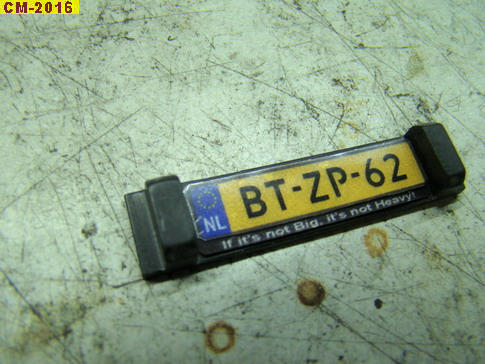 CM-2016
NL BT-ZP-62
If it's not Big, it's not Heavy!